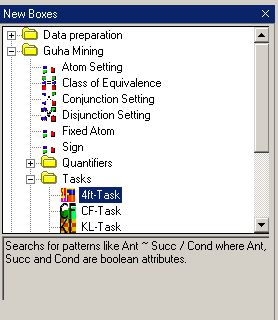 New Boxes
Data preparation
Guha Mining
Atom Setting
Class of Equivalence
Conjunction Setting
Disjunction Setting
Fixed Atom
Sign
Quantifiers
Tasks
4ft-Task
CF-Task
KL-Task
Searchs for patterns like Ant ~ Succ / Cond where Ant,
Succ and Cond are boolean attributes.